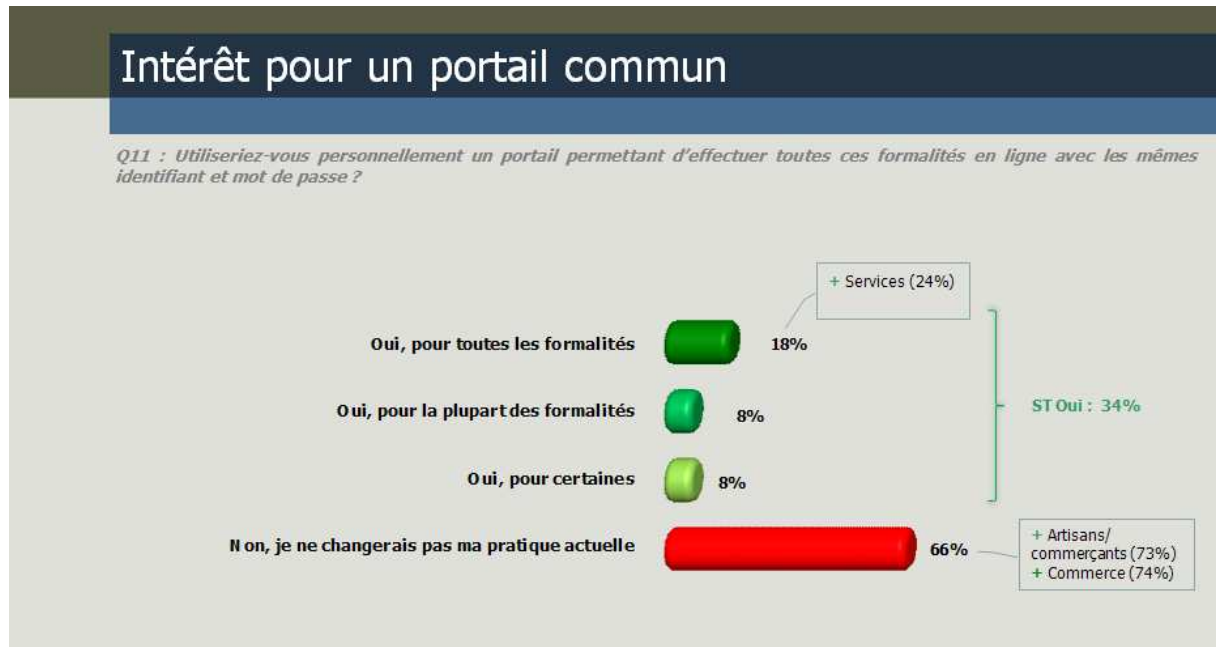 Intérêt pour un portail commun
Q11 : Utiliseriez-vous personnellement un portail permettant d'effectuer toutes ces formalités en ligne avec les mêmes
identifiant et mot de passe ?
+ Services (24%)
Oui, pour toutes les formalités
18%
Oui, pour la plupart des formalités
8%
ST Oui : 34%
Oui, pour certaines
8%
Non, je ne changerais pas ma pratique actuelle
66%
+ Artisans/
commerçants (73%)
+ Commerce (74%)